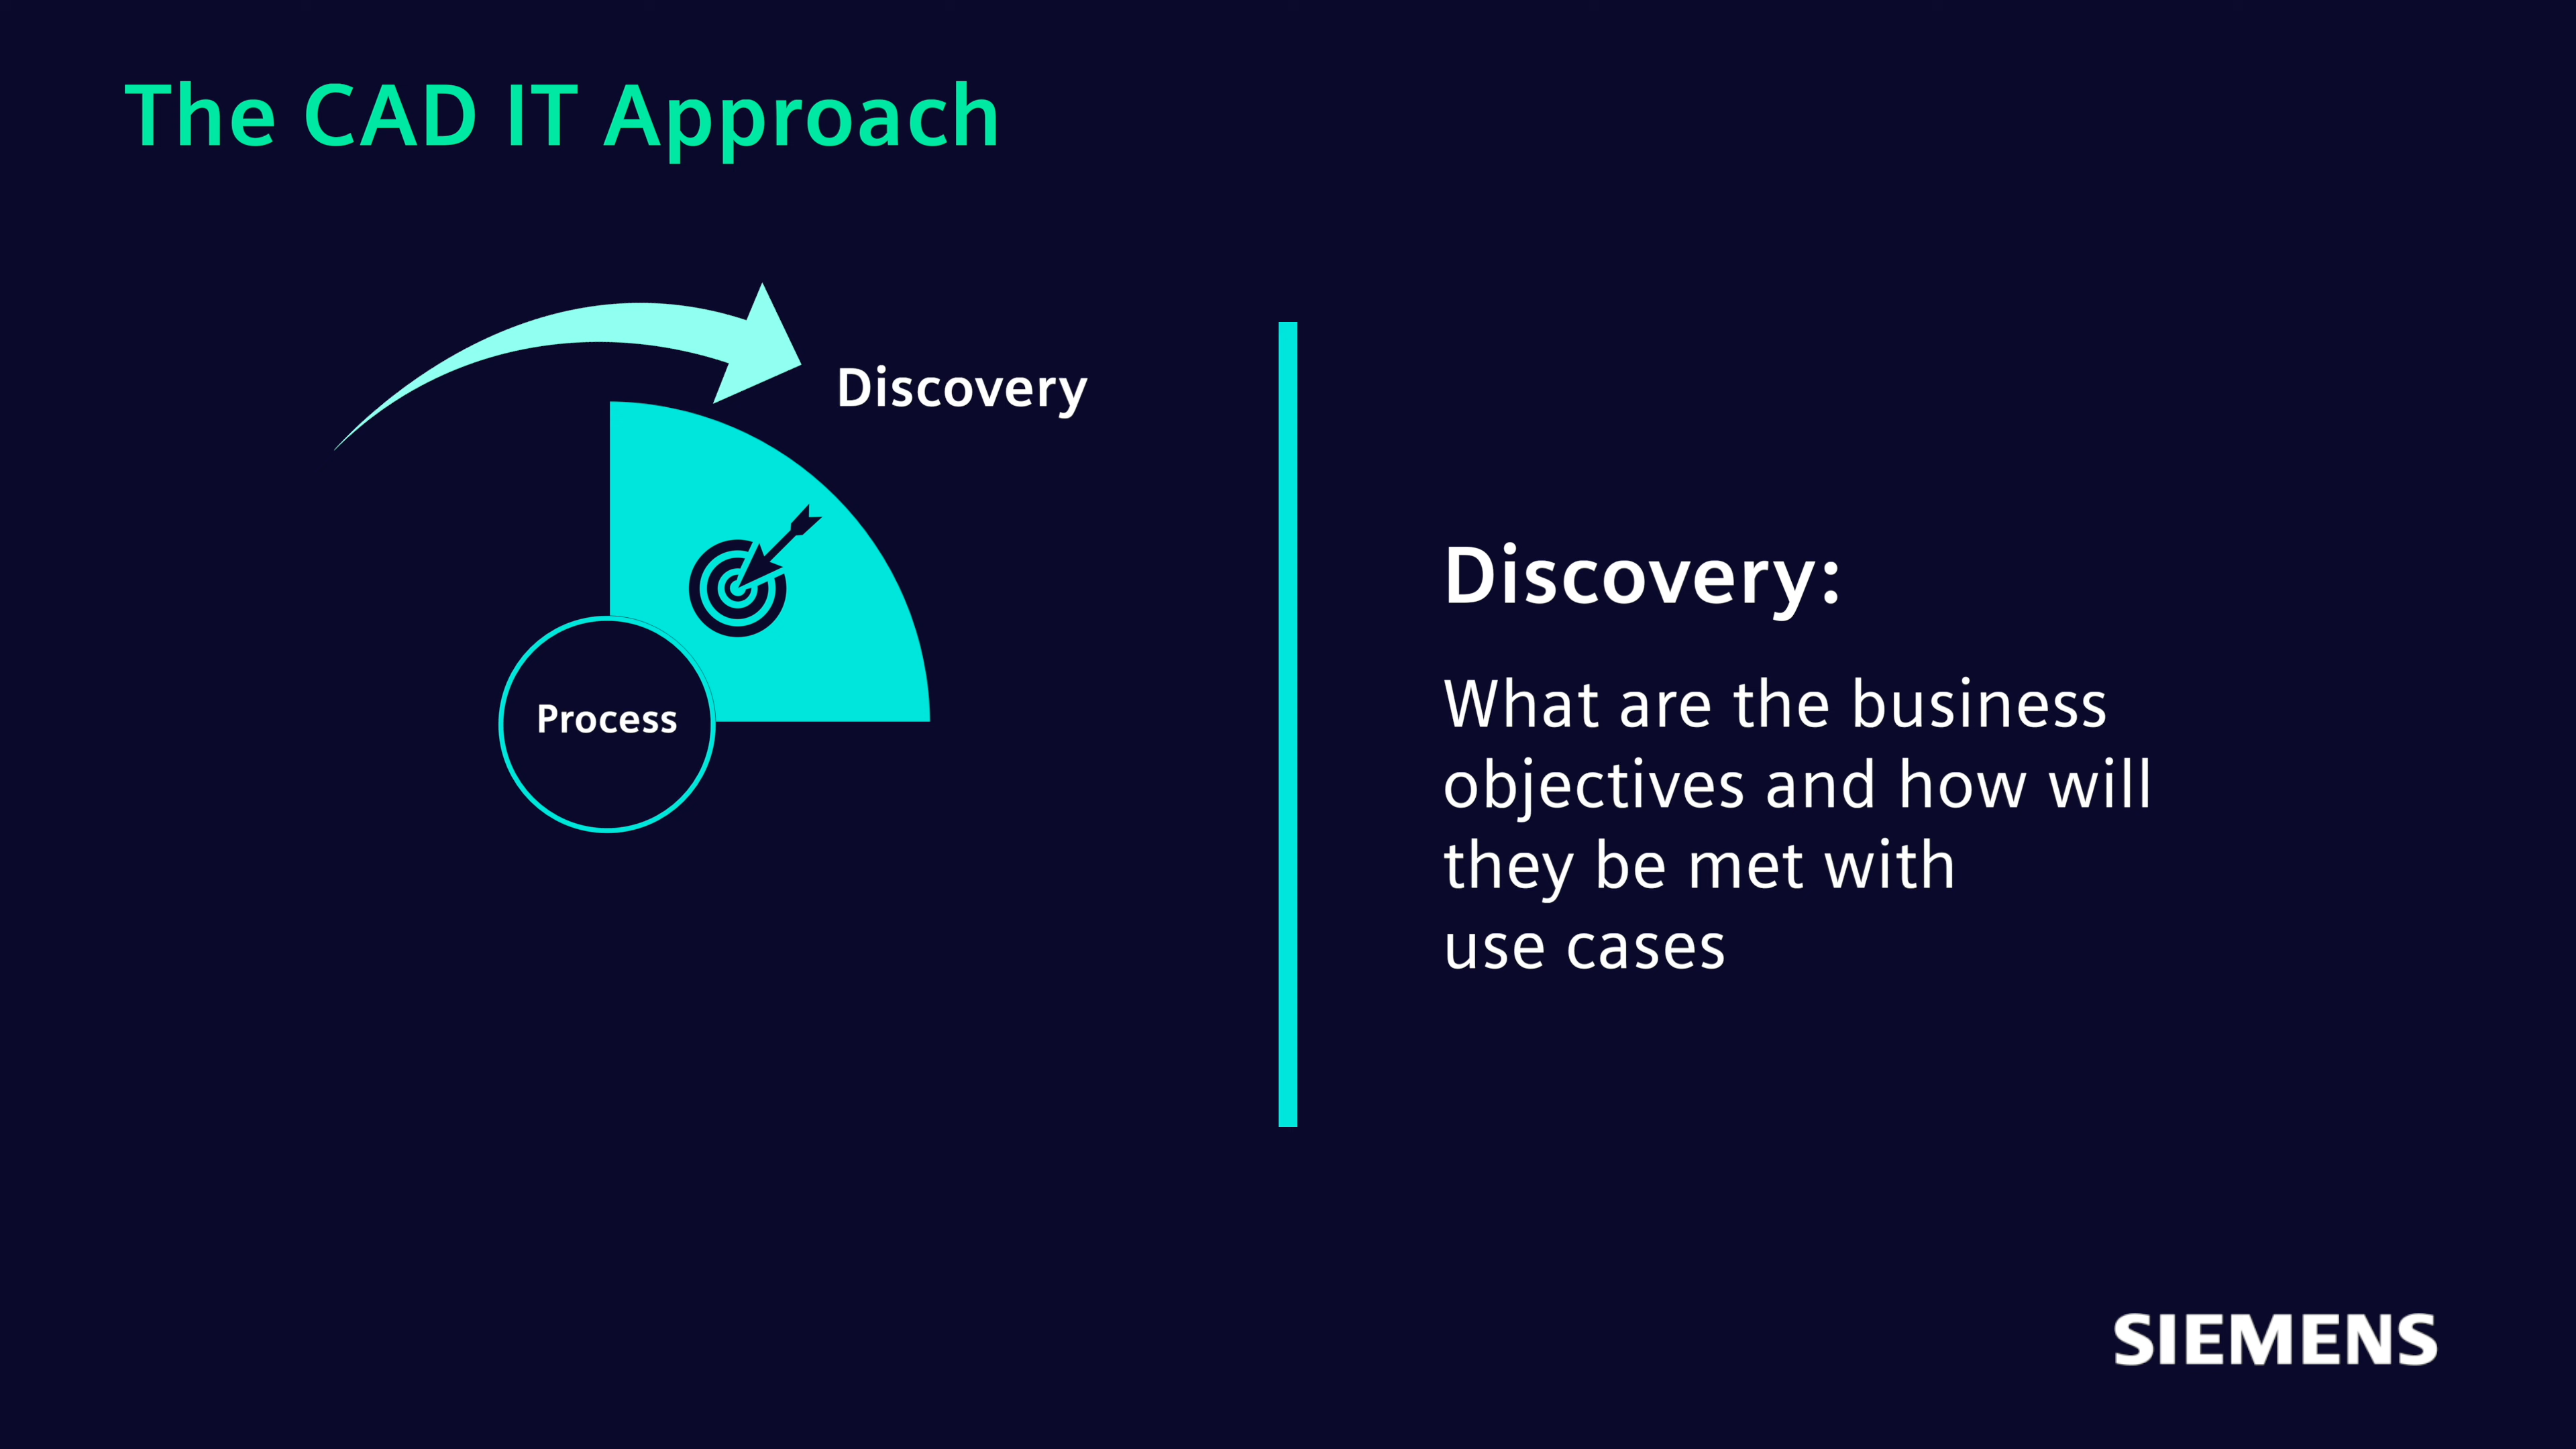 The CAD IT Approach
Discovery
Process
Discovery:
What are the business
objectives and how will
they be met with
use cases
SIEMENS